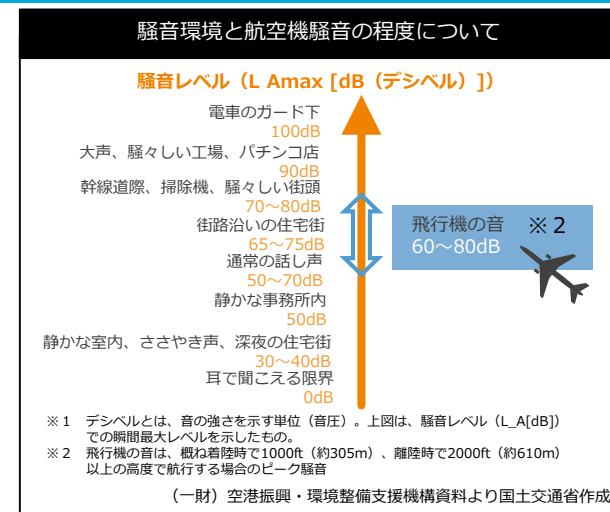 騒音環境と航空機騒音の程度について
騒音レベル（L Amax [dB（デシベル）])
電車のガード下
100dB
大声、騒々しい工場、パチンコ店
90dB
幹線道際、掃除機、騒々しい街頭
70～80dB
街路沿いの住宅街
65～75dB
通常の話し声
50～70dB
静かな事務所内
50dB
静かな室内、ささやき声、深夜の住宅街
30～40dB
耳で聞こえる限界
0dB
飛行機の音 ※２
60～80dB
※１ デシベルとは、音の強さを示す単位（音圧）。上図は、騒音レベル（L_A[dB]）
での瞬間最大レベルを示したもの。
※２ 飛行機の音は、概ね着陸時で1000ft（約305m）、離陸時で2000ft（約610m）
以上の高度で航行する場合のピーク騒音
（一財）空港振興・環境整備支援機構資料より国土交通省作成